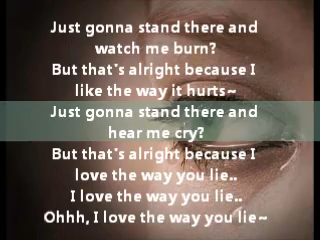 Just gonna stand there and
watch me burn?
But that's alright because I
like the way it hurts~
Just gonna stand there and
hear me cry?
But that's alright because I
love the way you lie..
I love the way you lie..
Ohhh, I love the way you lie~